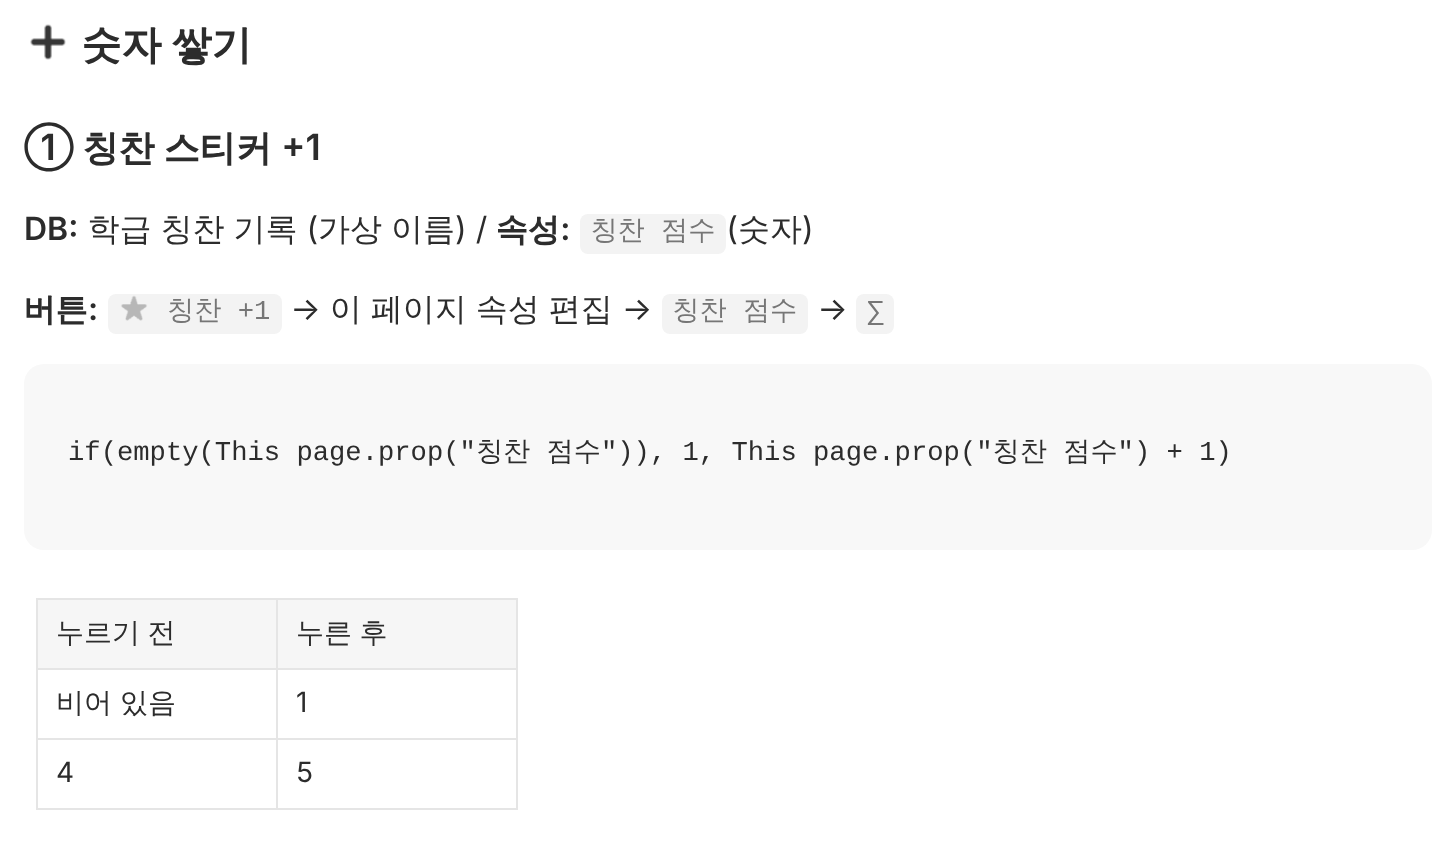 ➕ 숫자 쌓기
① 칭찬 스티커 +1
DB: 학급 칭찬 기록 (가상 이름) / 속성: 칭찬 점수(숫자)
버튼: ★ 칭찬 +1 → 이 페이지 속성 편집 → 칭찬 점수 → ∑
if(empty(This page.prop("칭찬 점수")), 1, This page.prop("칭찬 점수") + 1)
누르기 전 누른 후
비어 있음 1
4 5